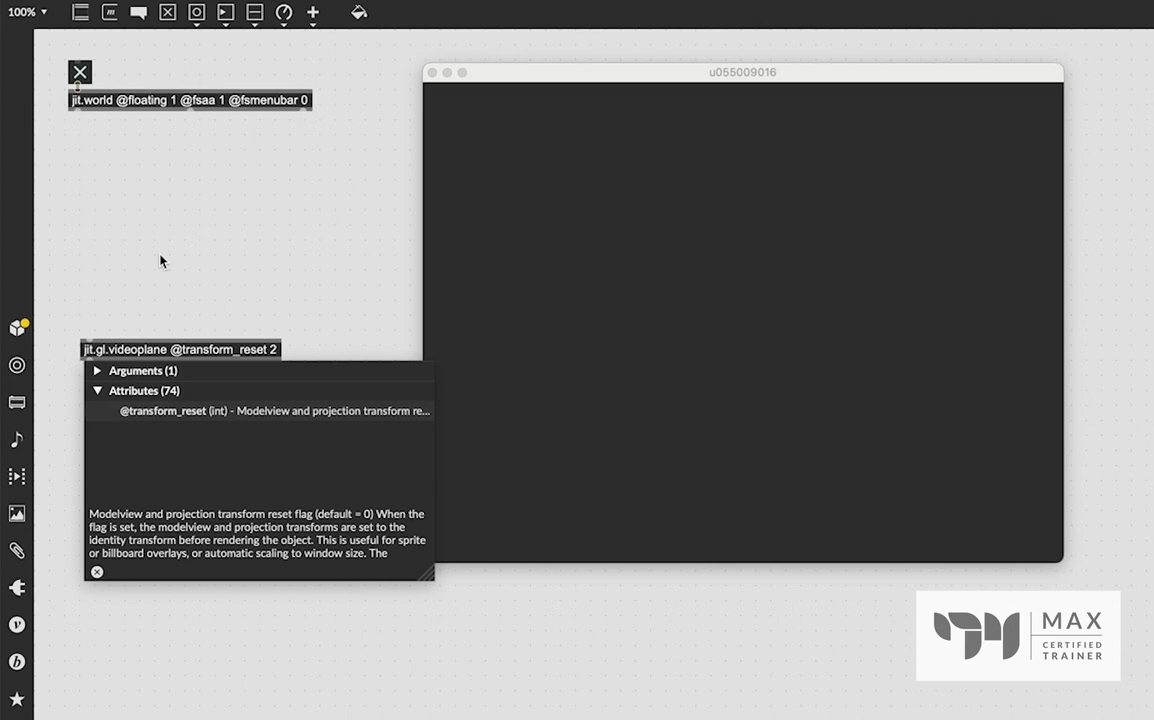 100%
u055009016
jit.world @floating 1 @fsaa 1 @fsmenubar 0
jit.gl.videoplane @transform_reset 2
Arguments (1)
Attributes (74)
@transform_reset (int) - Modelview and projection transform re...
Modelview and projection transform reset flag (default = 0) When the
flag is set, the modelview and projection transforms are set to the
identity transform before rendering the object. This is useful for sprite
or billboard overlays, or automatic scaling to window size. The
MAX
CERTIFIED
TRAINER